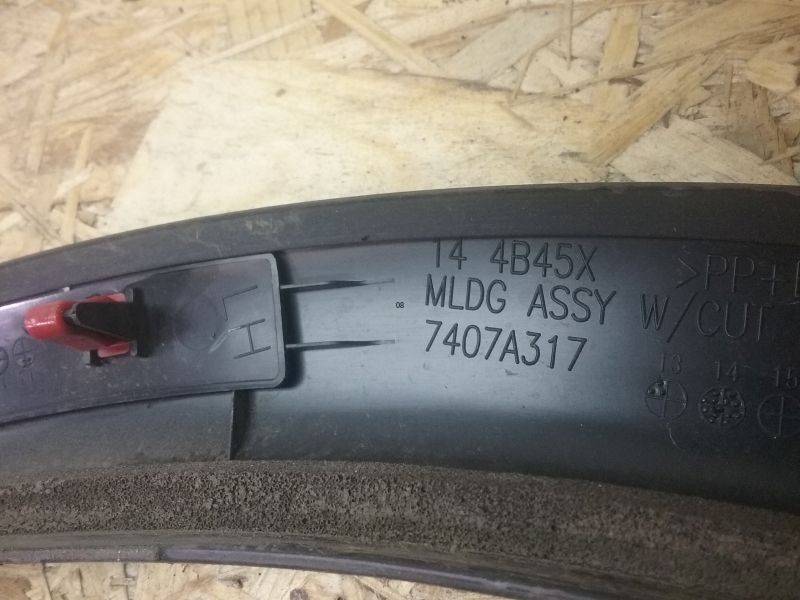 14 4B45X
>PP+E
MLDG ASSY W/CUT
7407A317
LH
08
13 14 15